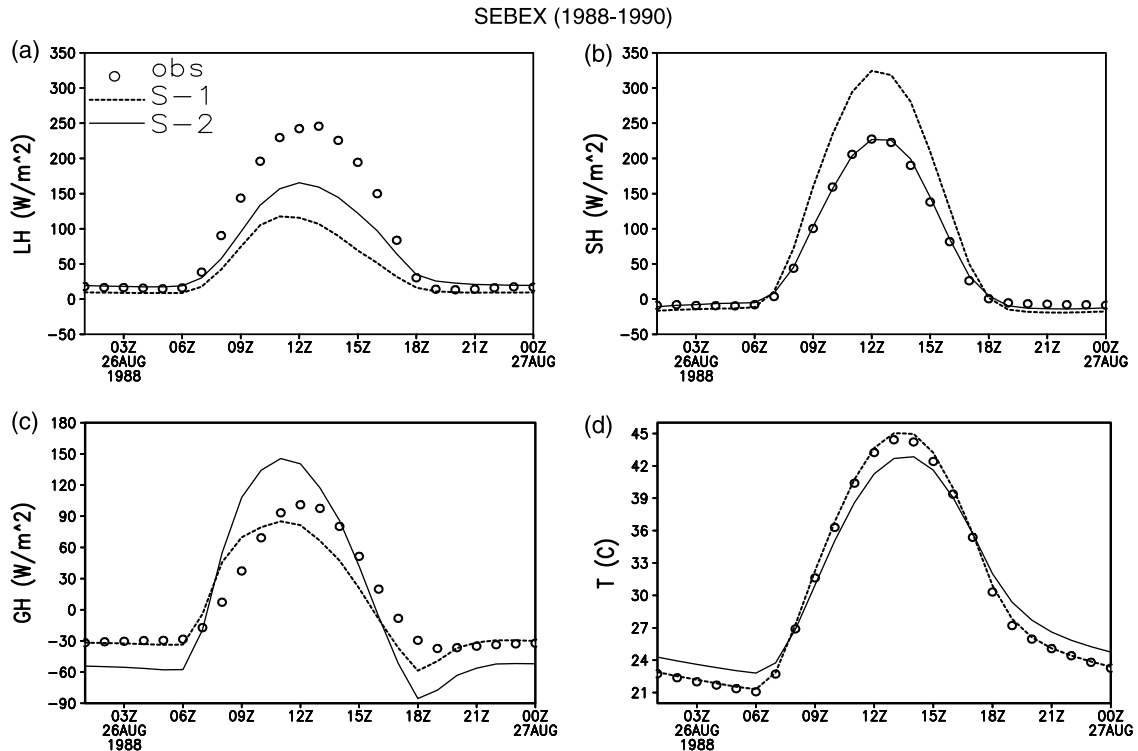 SEBEX (1988-1990)
(a)
LH (W/m^2)
350
300
250
200
150
100
50
0
−50
obs
S−1
S−2
03Z 06Z 09Z 12Z 15Z 18Z 21Z 00Z
26AUG 27AUG
1988
(b)
SH (W/m^2)
350
300
250
200
150
100
50
0
−50
03Z 06Z 09Z 12Z 15Z 18Z 21Z 00Z
26AUG 27AUG
1988
(c)
GH (W/m^2)
180
150
120
90
60
30
0
−30
−60
−90
03Z 06Z 09Z 12Z 15Z 18Z 21Z 00Z
26AUG 27AUG
1988
(d)
T (C)
45
42
39
36
33
30
27
24
21
03Z 06Z 09Z 12Z 15Z 18Z 21Z 00Z
26AUG 27AUG
1988